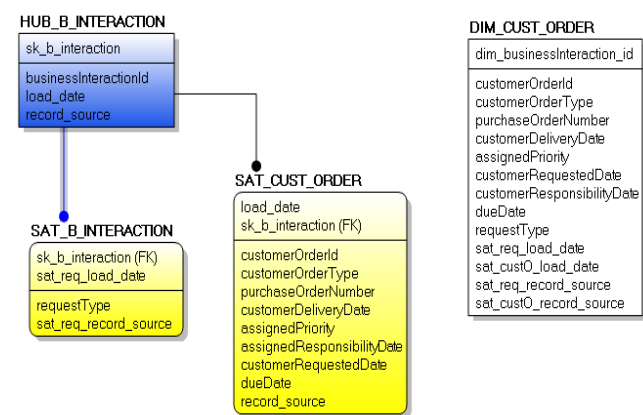 HUB_B_INTERACTION
sk_b_interaction
businessInteractionId
load_date
record_source
SAT_B_INTERACTION
sk_b_interaction (FK)
sat_req_load_date
requestType
sat_req_record_source
SAT_CUST_ORDER
load_date
sk_b_interaction (FK)
customerOrderId
customerOrderType
purchaseOrderNumber
customerDeliveryDate
assignedPriority
assignedResponsibilityDate
customerRequestedDate
dueDate
record_source
DIM_CUST_ORDER
dim_businessInteraction_id
customerOrderId
customerOrderType
purchaseOrderNumber
customerDeliveryDate
assignedPriority
customerRequestedDate
customerResponsibilityDate
dueDate
requestType
sat_req_load_date
sat_custO_load_date
sat_req_record_source
sat_custO_record_source